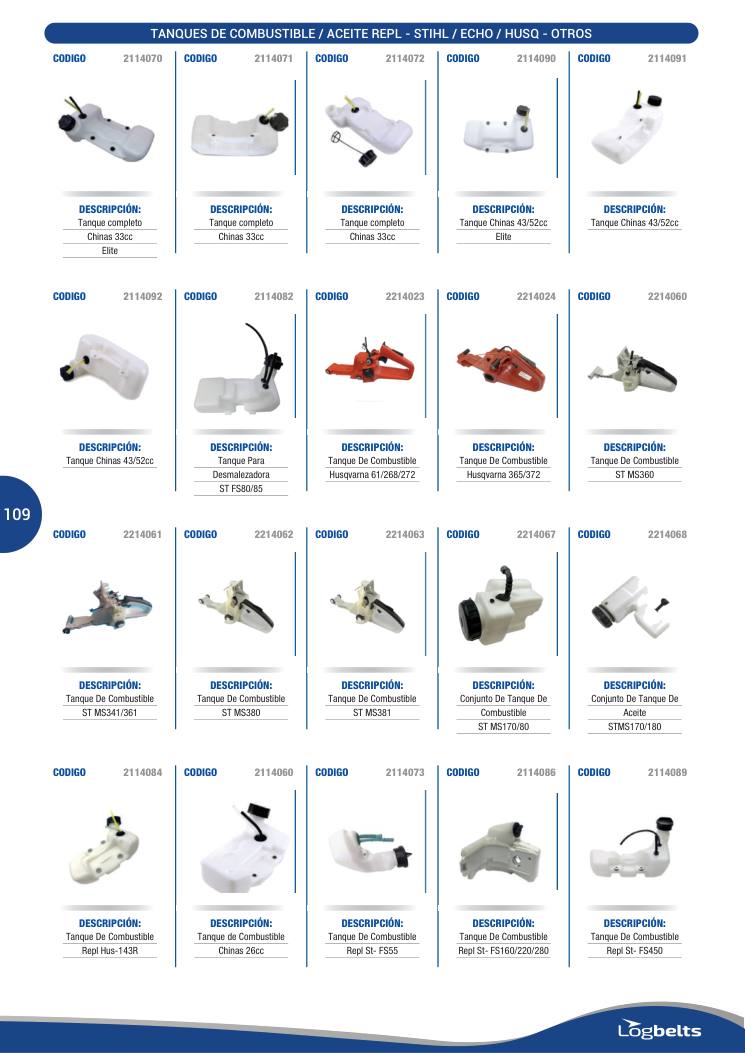 TANQUES DE COMBUSTIBLE / ACEITE REPL - STIHL / ECHO / HUSQ - OTROS
CODIGO 2114070
DESCRIPCIÓN:
Tanque completo
Chinas 33cc
Elite
CODIGO 2114071
DESCRIPCIÓN:
Tanque completo
Chinas 33cc
CODIGO 2114072
DESCRIPCIÓN:
Tanque completo
Chinas 33cc
CODIGO 2114090
DESCRIPCIÓN:
Tanque Chinas 43/52cc
Elite
CODIGO 2114091
DESCRIPCIÓN:
Tanque Chinas 43/52cc
CODIGO 2114092
DESCRIPCIÓN:
Tanque Chinas 43/52cc
CODIGO 2114082
DESCRIPCIÓN:
Tanque Para
Desmalezadora
ST FS80/85
CODIGO 2214023
DESCRIPCIÓN:
Tanque De Combustible
Husqvarna 61/268/272
CODIGO 2214024
DESCRIPCIÓN:
Tanque De Combustible
Husqvarna 365/372
CODIGO 2214060
DESCRIPCIÓN:
Tanque De Combustible
ST MS360
109
CODIGO 2214061
DESCRIPCIÓN:
Tanque De Combustible
ST MS341/361
CODIGO 2214062
DESCRIPCIÓN:
Tanque De Combustible
ST MS380
CODIGO 2214063
DESCRIPCIÓN:
Tanque De Combustible
ST MS381
CODIGO 2214067
DESCRIPCIÓN:
Conjunto De Tanque De
Combustible
ST MS170/80
CODIGO 2214068
DESCRIPCIÓN:
Conjunto De Tanque De
Aceite
STMS170/180
CODIGO 2114084
DESCRIPCIÓN:
Tanque De Combustible
Repl Hus-143R
CODIGO 2114060
DESCRIPCIÓN:
Tanque de Combustible
Chinas 26cc
CODIGO 2114073
DESCRIPCIÓN:
Tanque De Combustible
Repl St- FS55
CODIGO 2114086
DESCRIPCIÓN:
Tanque De Combustible
Repl St- FS160/220/280
CODIGO 2114089
DESCRIPCIÓN:
Tanque De Combustible
Repl St- FS450
Logbelts